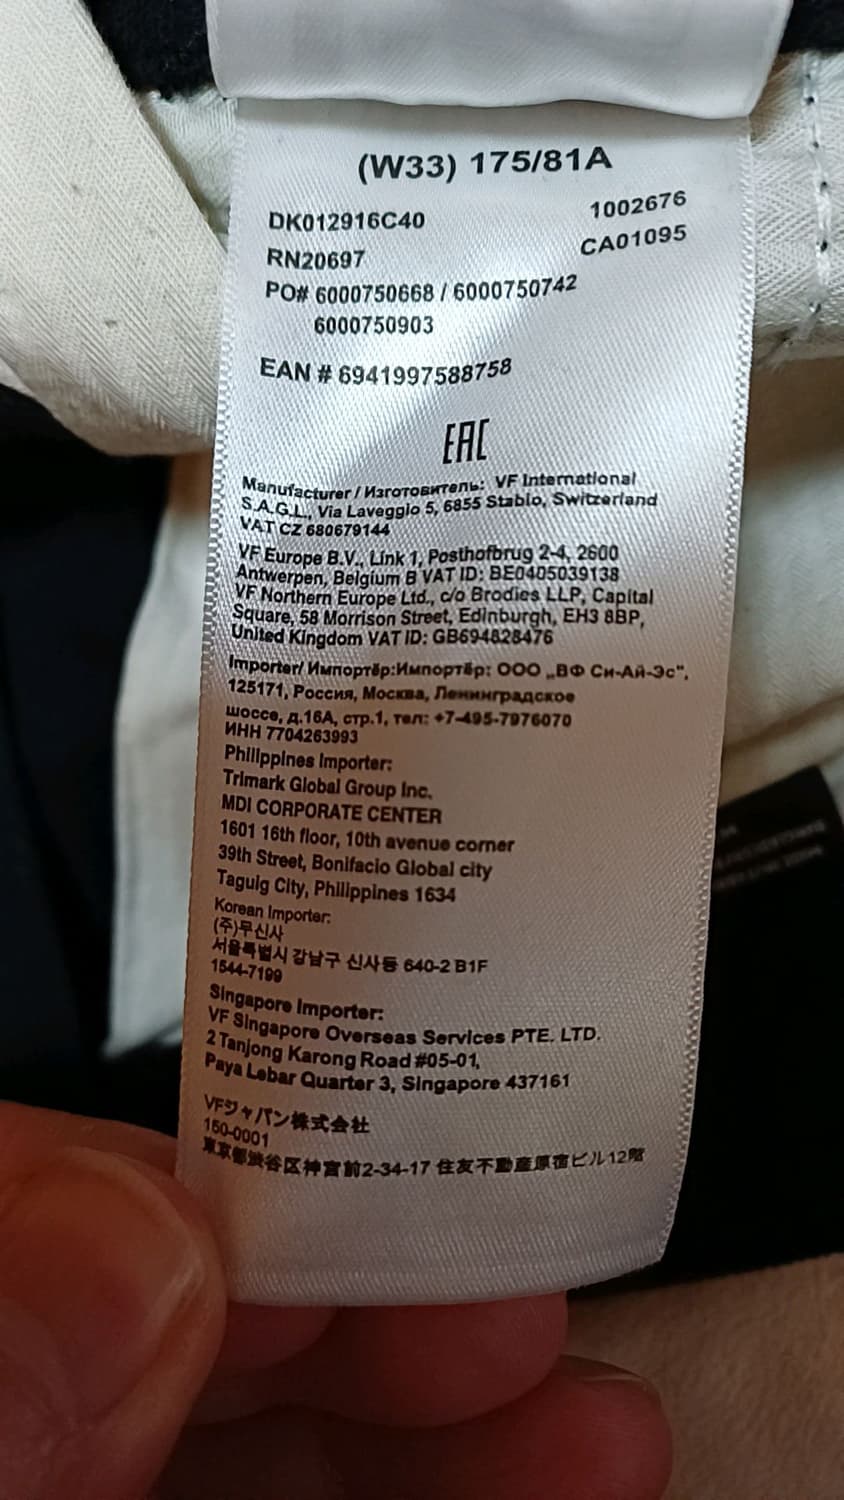 (W33) 175/81A
DK012916C40 1002676
RN20697 CA01095
PO# 6000750668 / 6000750742
6000750903
EAN # 6941997588758
EAC
Manufacturer / Изготовитель: VF International
S.A.G.L., Via Laveggio 5, 6855 Stabio, Switzerland
VAT CZ 680679144
VF Europe B.V., Link 1, Posthofbrug 2-4, 2600
Antwerpen, Belgium B VAT ID: BE0405039138
VF Northern Europe Ltd., c/o Brodies LLP, Capital
Square, 58 Morrison Street, Edinburgh, EH3 8BP,
United Kingdom VAT ID: GB694828476
Importer/ Импортёр:Импортёр: ООО „ВФ Си-Ай-Эс“,
125171, Россия, Москва, Ленинградское
шоссе, д.16А, стр.1, тел: +7-495-7976070
ИНН 7704263993
Philippines Importer:
Trimark Global Group Inc.
MDI CORPORATE CENTER
1601 16th floor, 10th avenue corner
39th Street, Bonifacio Global city
Taguig City, Philippines 1634
Korean Importer:
(주)무신사
서울특별시 강남구 신사동 640-2 B1F
1544-7199
Singapore Importer:
VF Singapore Overseas Services PTE. LTD.
2 Tanjong Karong Road #05-01,
Paya Lebar Quarter 3, Singapore 437161
VFジャパン株式会社
150-0001
東京都渋谷区神宮前2-34-17 住友不動産原宿ビル12階